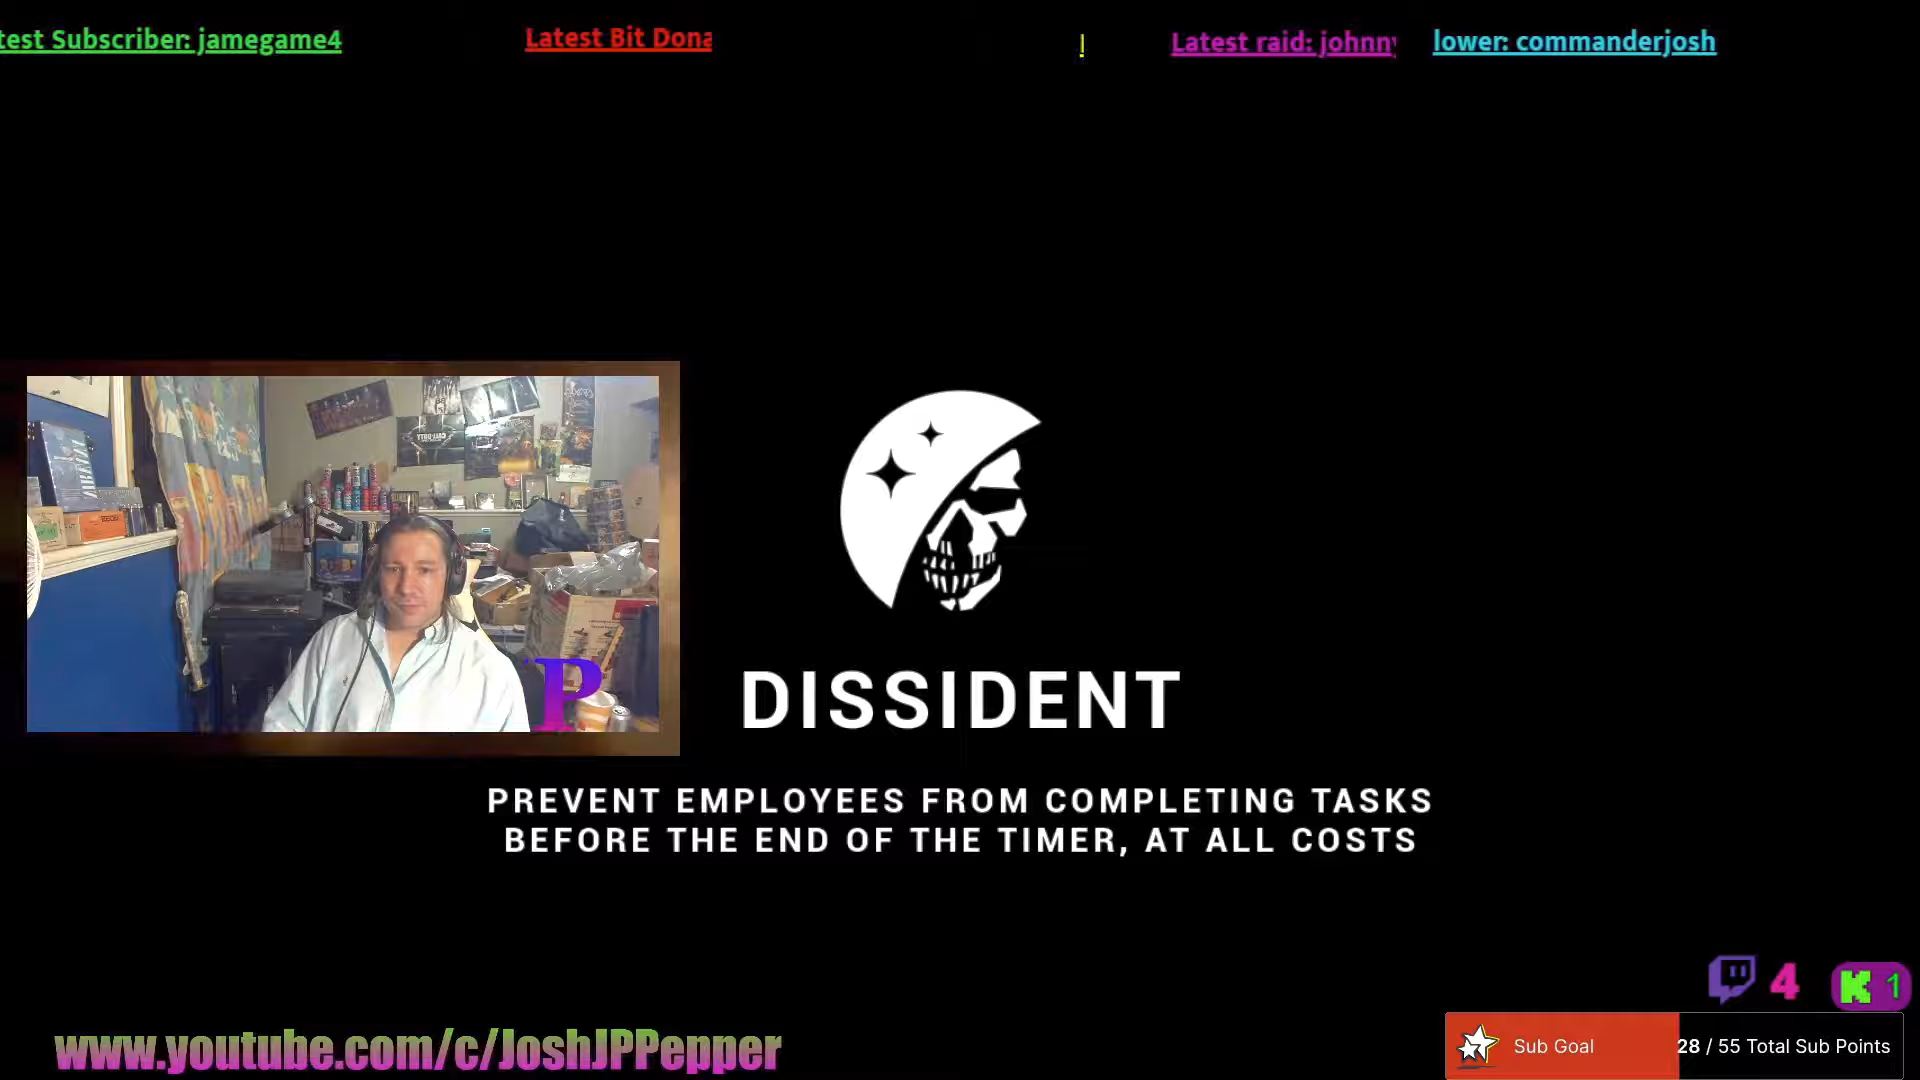 test Subscriber: jamegame4
Latest Bit Dona
!
Latest raid: johnny
lower: commanderjosh
CALL DUTY
P
DISSIDENT
PREVENT EMPLOYEES FROM COMPLETING TASKS
BEFORE THE END OF THE TIMER, AT ALL COSTS
4
K 1
www.youtube.com/c/JoshJPPepper
Sub Goal
28 / 55 Total Sub Points